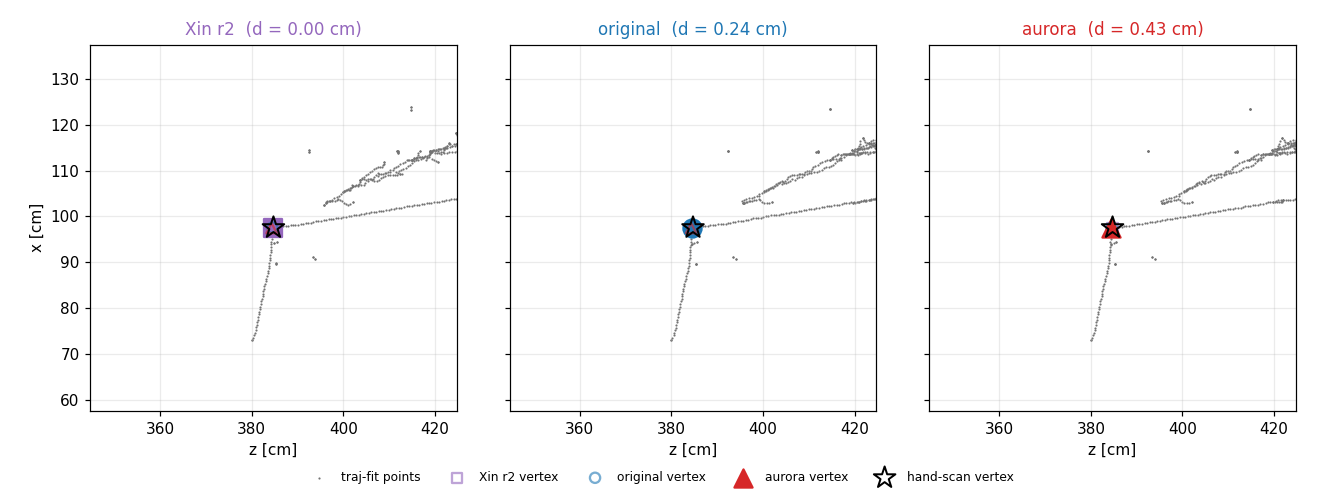 Xin r2  (d = 0.00 cm)
original  (d = 0.24 cm)
aurora  (d = 0.43 cm)
130
120
110
100
90
80
70
60
x [cm]
360 380 400 420
360 380 400 420
360 380 400 420
z [cm]
z [cm]
z [cm]
traj-fit points
Xin r2 vertex
original vertex
aurora vertex
hand-scan vertex